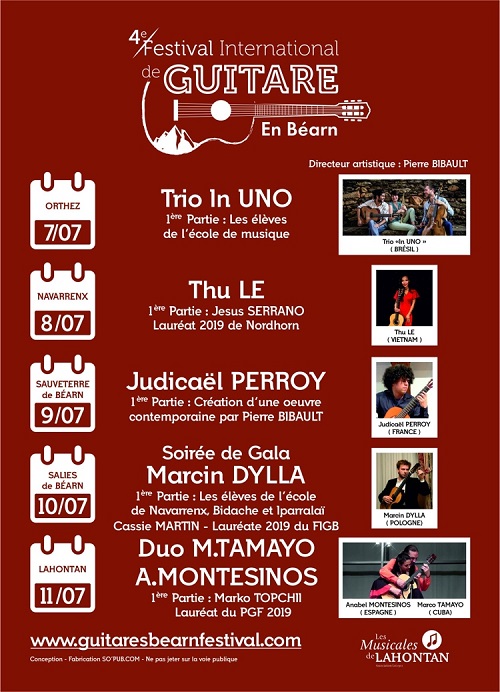 4e Festival International
de GUITARE
En Béarn
Directeur artistique : Pierre BIBAULT
ORTHEZ
7/07
Trio In UNO
1ère Partie : Les élèves
de l'école de musique
Trio «In UNO »
( BRÉSIL )
NAVARRENX
8/07
Thu LE
1ère Partie : Jesus SERRANO
Lauréat 2019 de Nordhorn
Thu LE
( VIETNAM )
SAUVETERRE
de BÉARN
9/07
Judicaël PERROY
1ère Partie : Création d'une oeuvre
contemporaine par Pierre BIBAULT
Judicaël PERROY
( FRANCE )
SALIES
de BÉARN
10/07
Soirée de Gala
Marcin DYLLA
1ère Partie : Les élèves de l'école
de Navarrenx, Bidache et Iparralaï
Cassie MARTIN - Lauréate 2019 du FIGB
Marcin DYLLA
( POLOGNE )
LAHONTAN
11/07
Duo M.TAMAYO
A.MONTESINOS
1ère Partie : Marko TOPCHII
Lauréat du PGF 2019
Anabel MONTESINOS
( ESPAGNE )
Marco TAMAYO
( CUBA )
www.guitaresbearnfestival.com
Conception - Fabrication SO'PUB.COM - Ne pas jeter sur la voie publique
Les
Musicales
de LAHONTAN